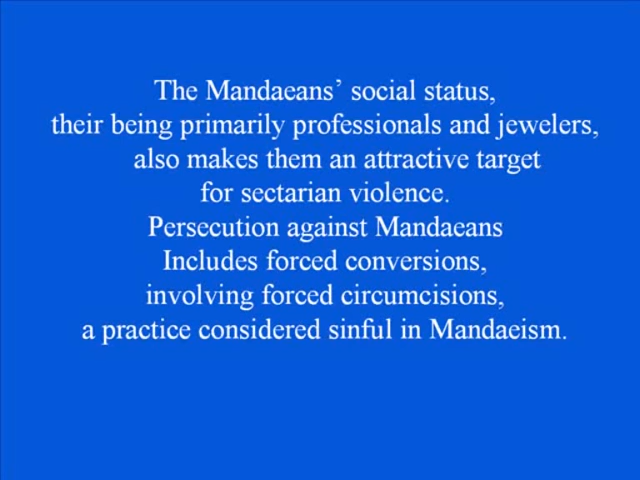 The Mandaeans’ social status,
their being primarily professionals and jewelers,
also makes them an attractive target
for sectarian violence.
Persecution against Mandaeans
Includes forced conversions,
involving forced circumcisions,
a practice considered sinful in Mandaeism.